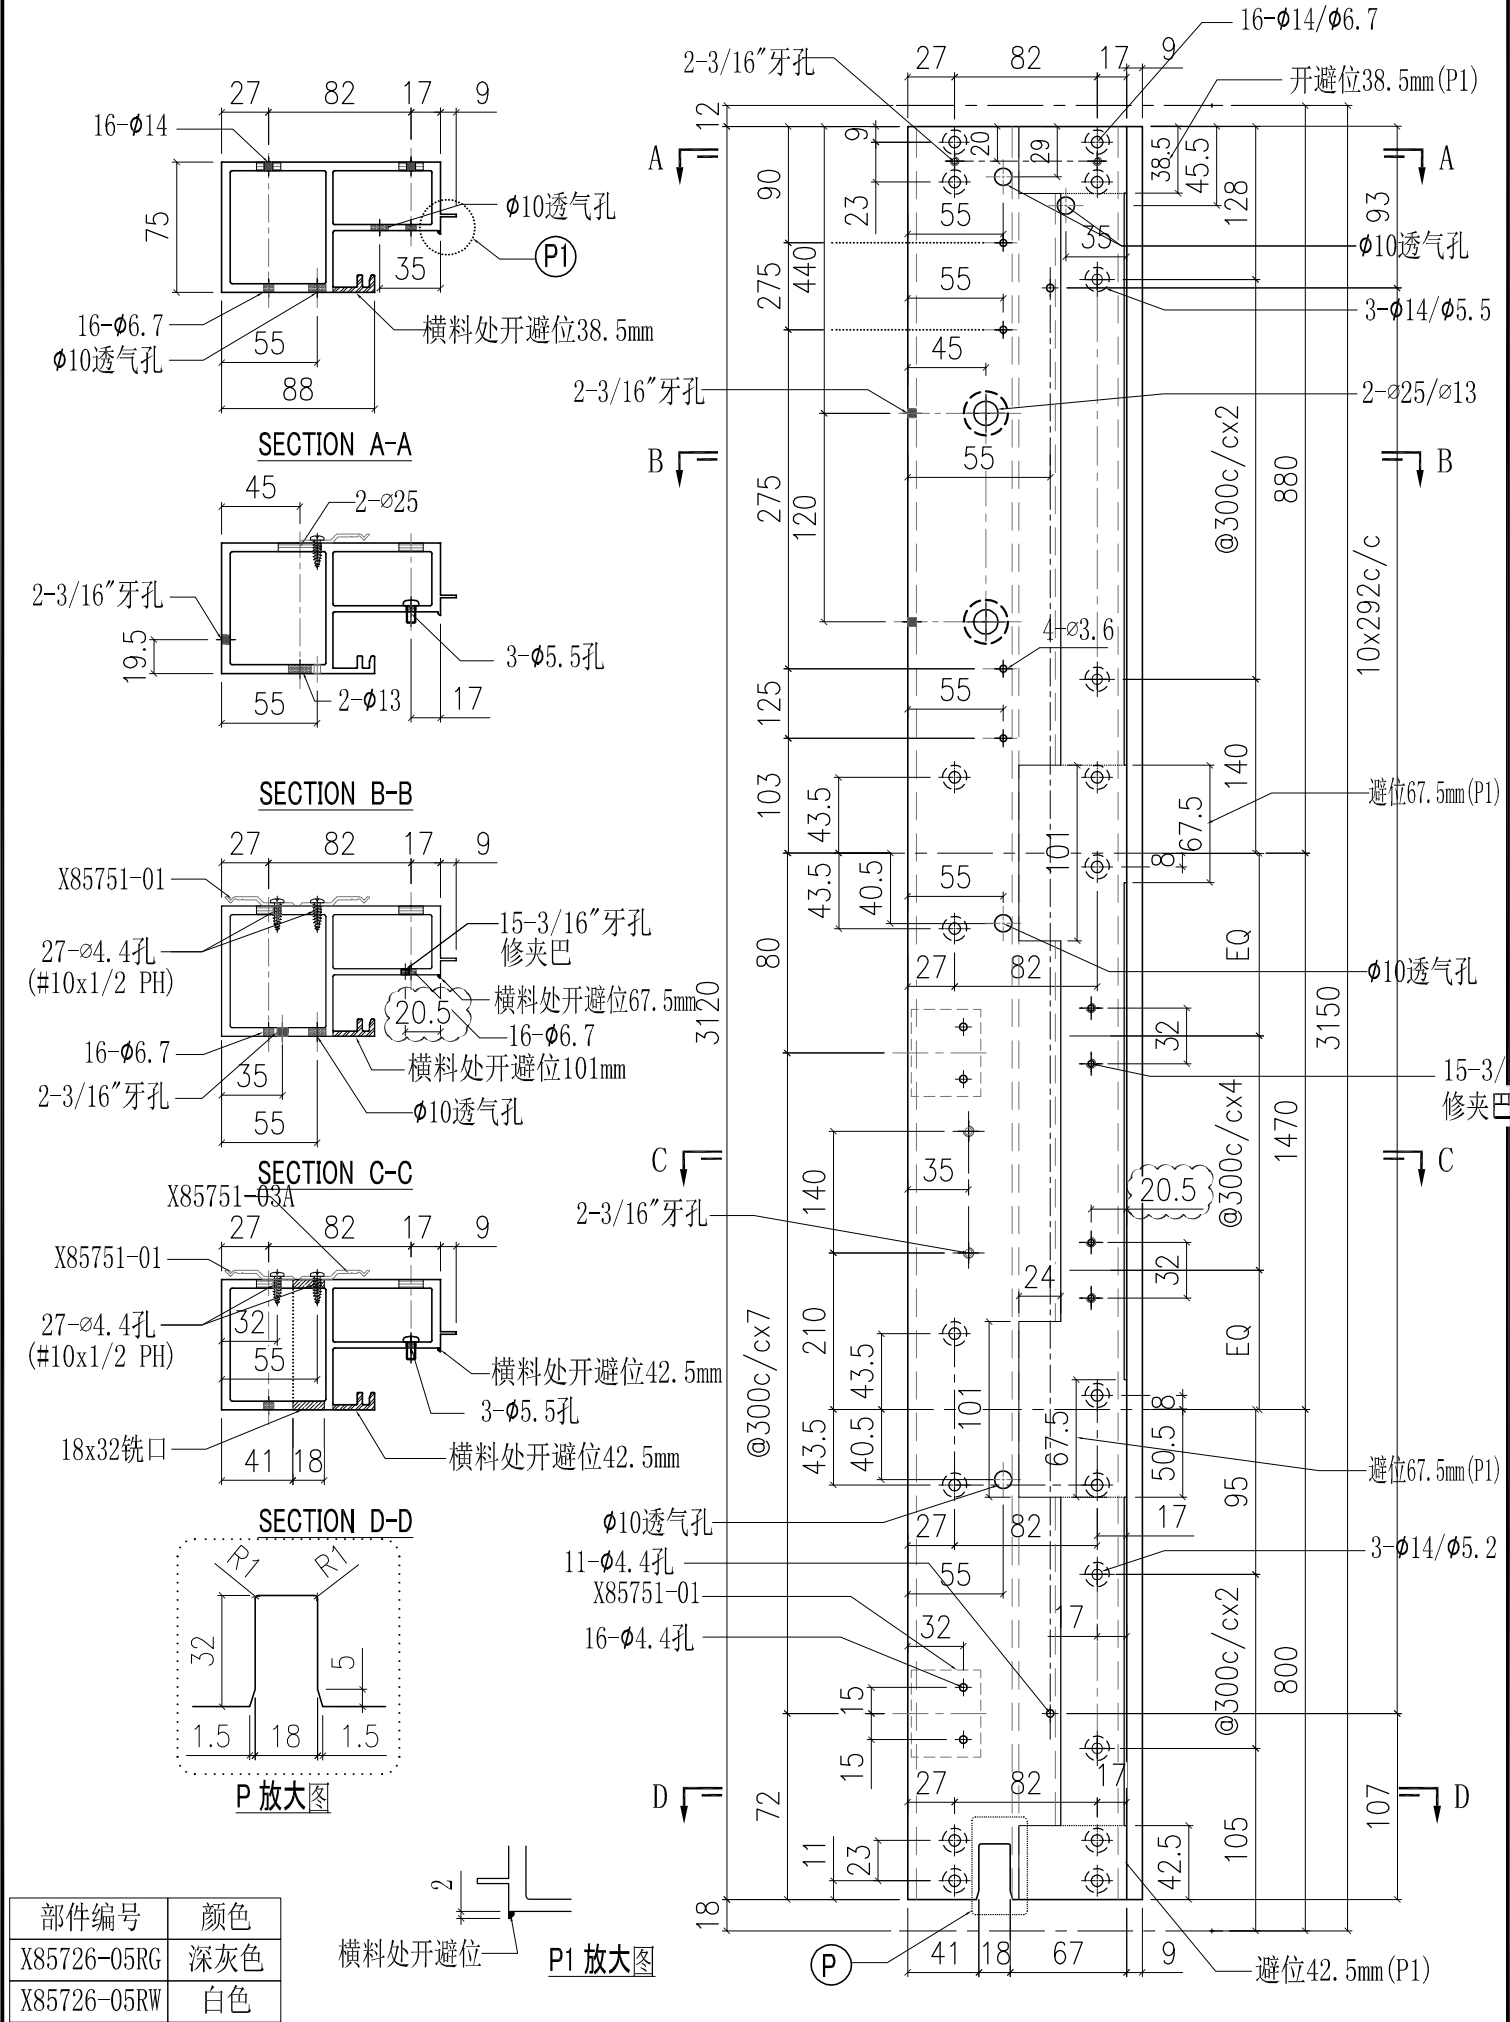 27 82 17 9
16-ϕ14
75
ϕ10透气孔
P1
35
16-ϕ6.7
ϕ10透气孔
横料处开避位38.5mm
55
88
SECTION A-A
45
2-⌀25
2-3/16"牙孔
19.5
3-ϕ5.5孔
55
2-ϕ13
17
SECTION B-B
27 82 17 9
X85751-01
15-3/16"牙孔
修夹巴
27-⌀4.4孔
(#10x1/2 PH)
横料处开避位67.5mm
20.5
16-ϕ6.7
16-ϕ6.7
横料处开避位101mm
35
2-3/16"牙孔
ϕ10透气孔
55
SECTION C-C
X85751-03A
27 82 17 9
X85751-01
27-⌀4.4孔
(#10x1/2 PH)
32
55
横料处开避位42.5mm
3-ϕ5.5孔
18x32铣口
横料处开避位42.5mm
41 18
SECTION D-D
R1 R1
32
5
1.5 18 1.5
P 放大图
2
横料处开避位
P1 放大图
部件编号 颜色
X85726-05RG 深灰色
X85726-05RW 白色
16-ϕ14/ϕ6.7
2-3/16"牙孔
27 82 17 9
开避位38.5mm(P1)
12
A A
9
20
29
38.5
45.5
128
93
90
23
55
35
ϕ10透气孔
275
440
55
3-ϕ14/ϕ5.5
45
2-3/16"牙孔
2-⌀25/⌀13
B B
55
@300c/cx2
880
275
120
10x292c/c
4-⌀3.6
125
55
140
103
43.5
101
67.5
避位67.5mm(P1)
8
43.5
40.5
55
EQ
80
27 82
ϕ10透气孔
3120
3150
32
15-3/
修夹巴
@300c/cx4
1470
C C
140
35
20.5
2-3/16"牙孔
24
32
210
@300c/cx7
43.5
EQ
101
8
43.5
40.5
67.5
50.5
95
避位67.5mm(P1)
ϕ10透气孔
27 82 17
11-ϕ4.4孔
3-ϕ14/ϕ5.2
X85751-01
55
16-ϕ4.4孔
32
17
@300c/cx2
800
15
15
D D
27 82 17
72
107
11
23
42.5
105
18
P
41 18 67 9
避位42.5mm(P1)